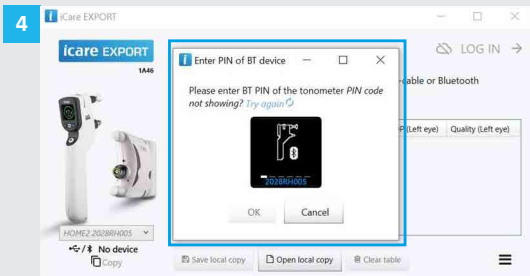 4
iCare EXPORT
icare EXPORT
1A46
LOG IN
Enter PIN of BT device
cable or Bluetooth
Please enter BT PIN of the tonometer PIN code
not showing? Try again
2028RH005
OK Cancel
(Left eye) Quality (Left eye)
HOME2 2028RH005
No device
Copy
Save local copy Open local copy Clear table